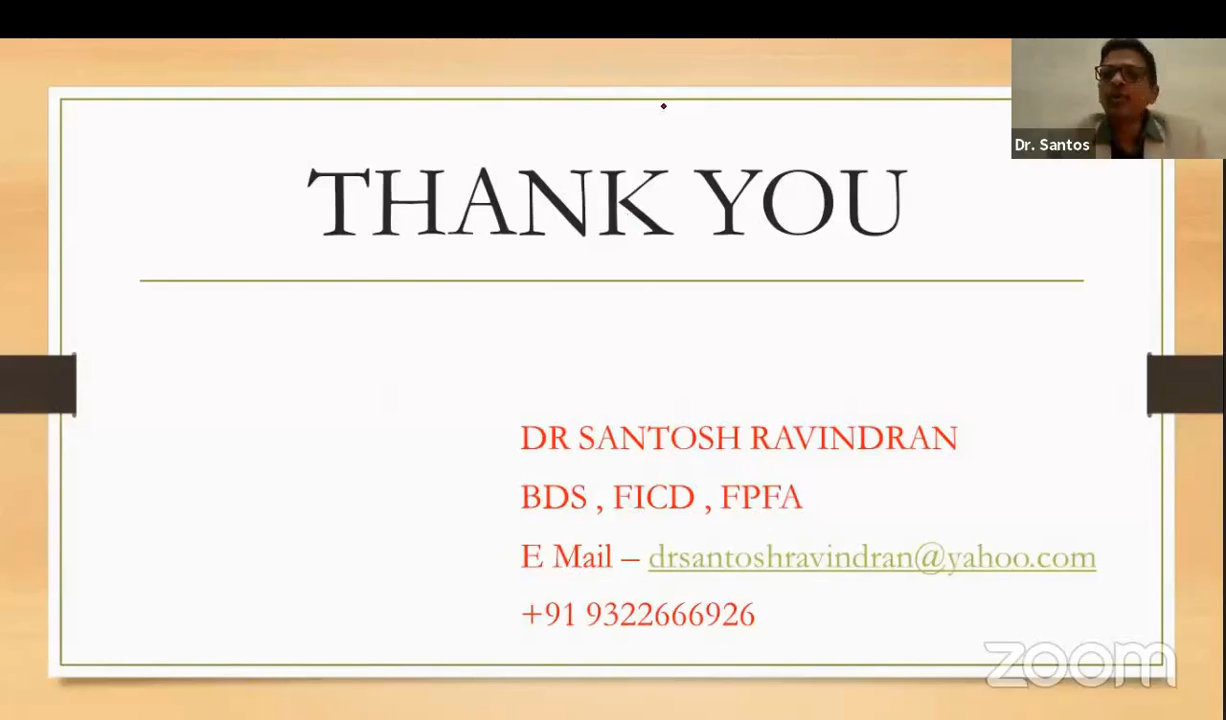 Dr. Santos
THANK YOU
DR SANTOSH RAVINDRAN
BDS , FICD , FPFA
E Mail – drsantoshravindran@yahoo.com
+91 9322666926
zoom